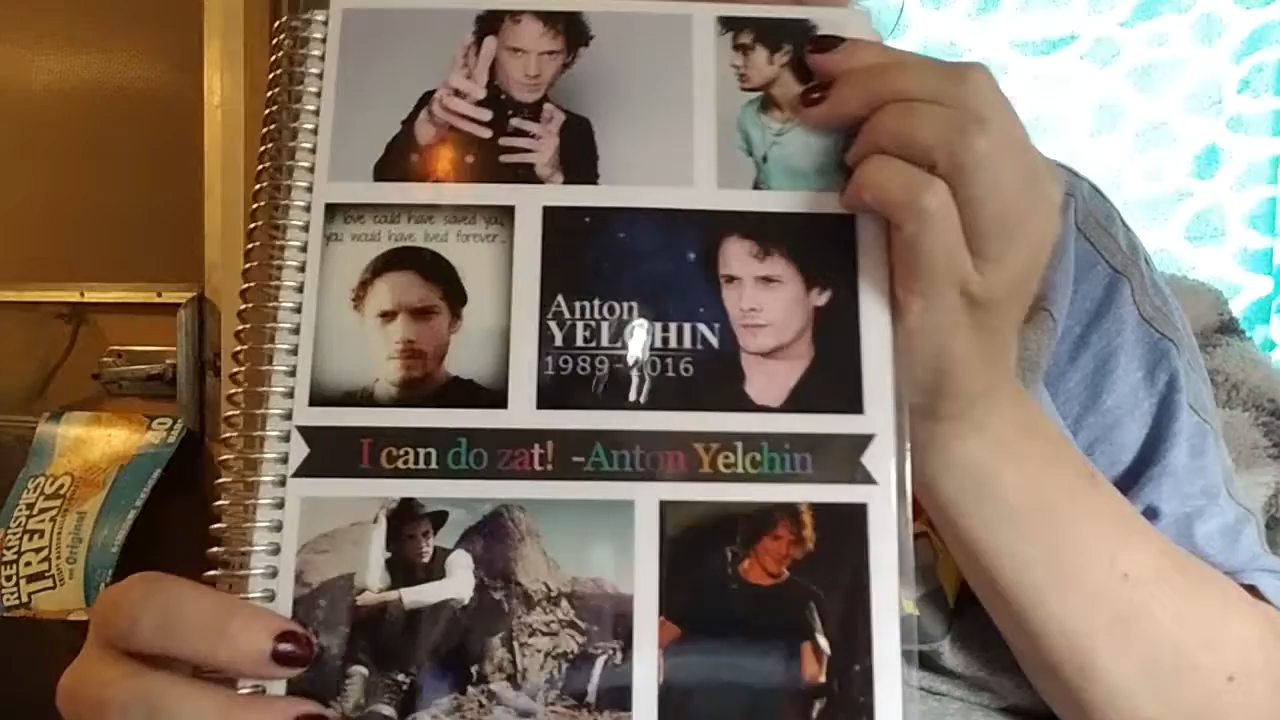 love could have saved you,
you would have lived forever...
Anton
YELCHIN
1989-2016
I can do zat! -Anton Yelchin
RICE KRISPIES
TREATS
Original